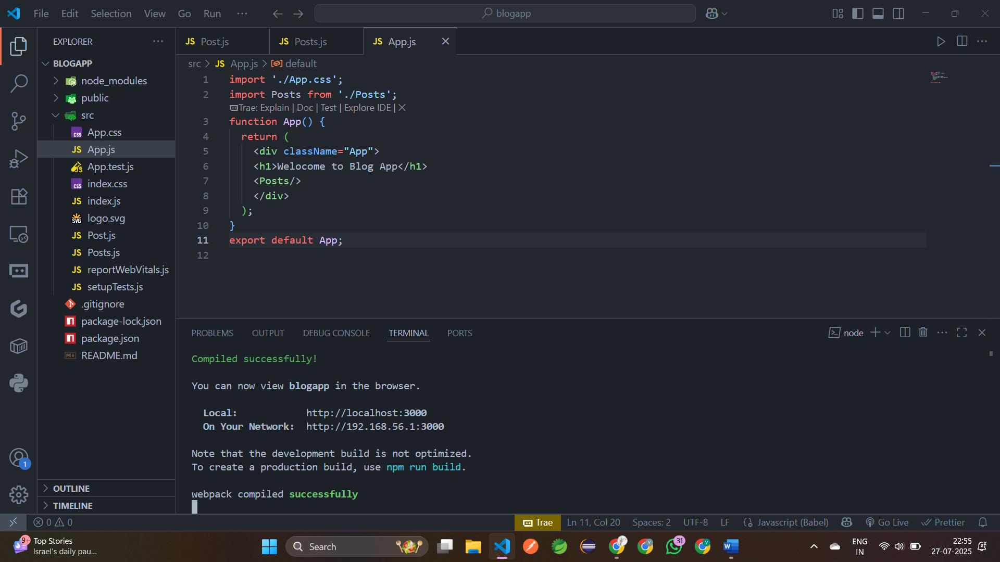 File Edit Selection View Go Run ··· blogapp
EXPLORER
BLOGAPP
node_modules
public
src
App.css
App.js
App.test.js
index.css
index.js
logo.svg
Post.js
Posts.js
reportWebVitals.js
setupTests.js
.gitignore
package-lock.json
package.json
README.md
OUTLINE
TIMELINE
JS Post.js JS Posts.js JS App.js
src > JS App.js > default
1 import './App.css';
2 import Posts from './Posts';
Trae: Explain | Doc | Test | Explore IDE | X
3 function App() {
4 return (
5 <div className="App">
6 <h1>Welocome to Blog App</h1>
7 <Posts/>
8 </div>
9 );
10 }
11 export default App;
12
PROBLEMS OUTPUT DEBUG CONSOLE TERMINAL PORTS node
Compiled successfully!
You can now view blogapp in the browser.
Local: http://localhost:3000
On Your Network: http://192.168.56.1:3000
Note that the development build is not optimized.
To create a production build, use npm run build.
webpack compiled successfully
1
0 0 Trae Ln 11, Col 20 Spaces: 2 UTF-8 LF {} Javascript (Babel) Go Live Prettier
9+ Top Stories
Israel's daily pau...
Search
31
ENG
IN
22:55
27-07-2025